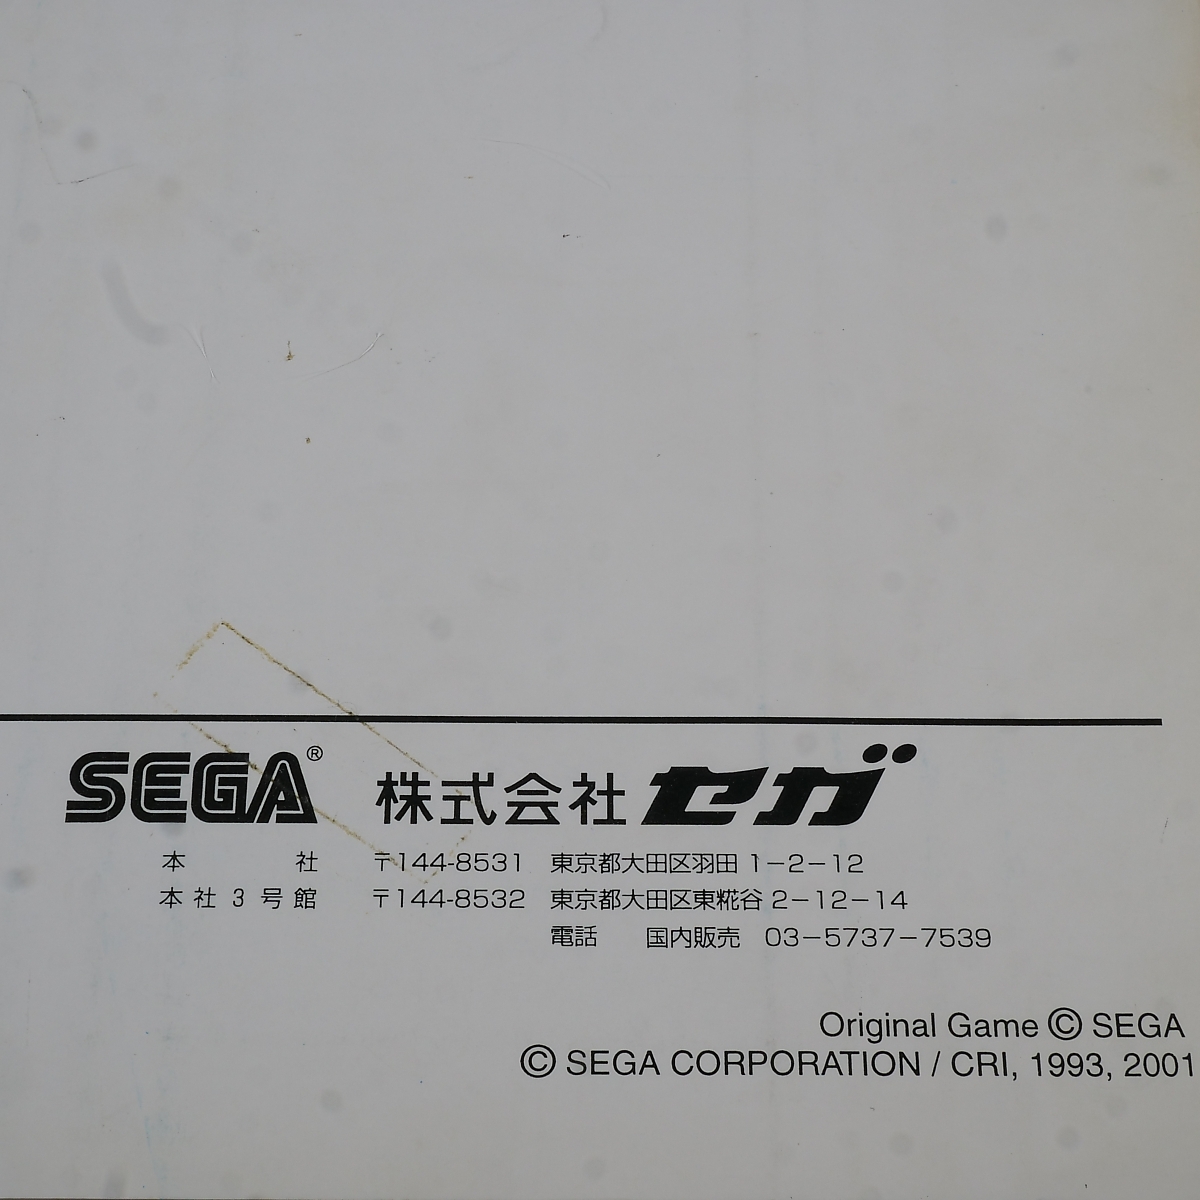 SEGA® 株式会社セガ
本社 〒144-8531 東京都大田区羽田 1−2−12
本社3号館 〒144-8532 東京都大田区東糀谷 2−12−14
電話 国内販売 03−5737−7539
Original Game © SEGA
© SEGA CORPORATION / CRI, 1993, 2001